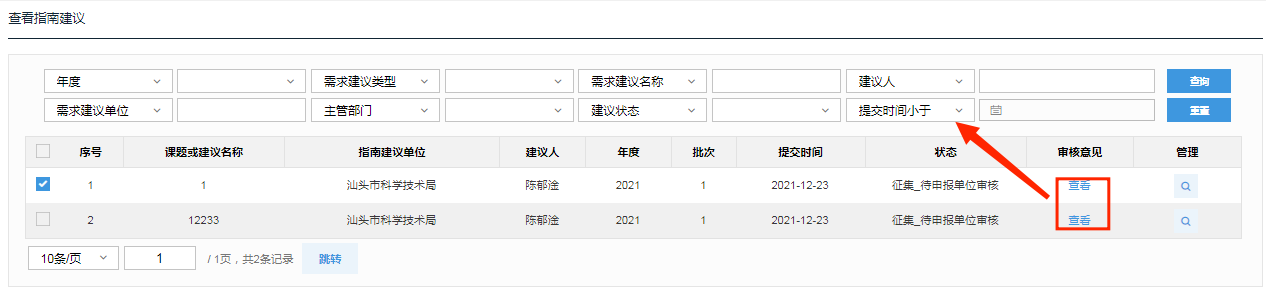 查看指南建议
年度 需求建议类型 需求建议名称 建议人 查询
需求建议单位 主管部门 建议状态 提交时间小于 重置
序号 课题或建议名称 指南建议单位 建议人 年度 批次 提交时间 状态 审核意见 管理
1 1 汕头市科学技术局 陈郁淦 2021 1 2021-12-23 征集_待申报单位审核 查看
2 12233 汕头市科学技术局 陈郁淦 2021 1 2021-12-23 征集_待申报单位审核 查看
10条/页 1 / 1页，共2条记录 跳转